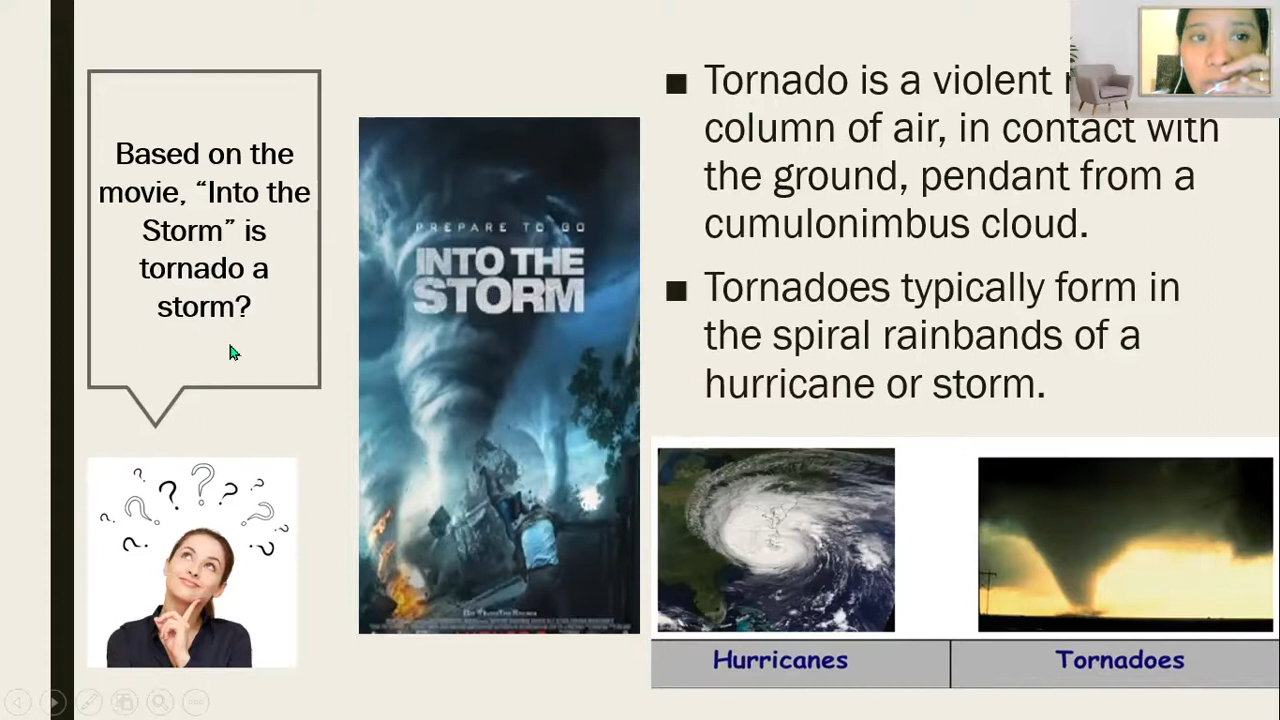 Based on the
movie, “Into the
Storm” is
tornado a
storm?
PREPARE TO GO
INTO THE
STORM
Tornado is a violent
column of air, in contact with
the ground, pendant from a
cumulonimbus cloud.
Tornadoes typically form in
the spiral rainbands of a
hurricane or storm.
Hurricanes
Tornadoes